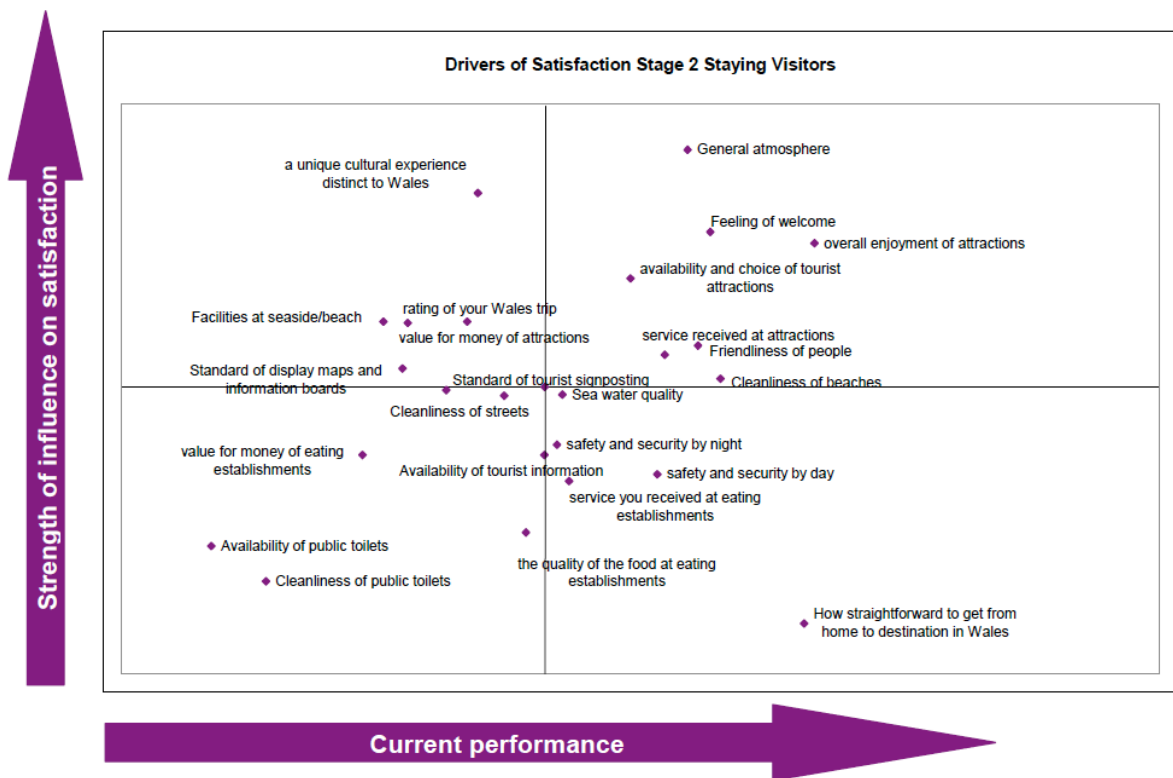 Drivers of Satisfaction Stage 2 Staying Visitors
Strength of influence on satisfaction
General atmosphere
a unique cultural experience
distinct to Wales
Feeling of welcome
overall enjoyment of attractions
availability and choice of tourist
attractions
Facilities at seaside/beach
rating of your Wales trip
value for money of attractions
service received at attractions
Friendliness of people
Standard of display maps and
information boards
Standard of tourist signposting
Cleanliness of beaches
Cleanliness of streets
Sea water quality
value for money of eating
establishments
safety and security by night
Availability of tourist information
safety and security by day
service you received at eating
establishments
Availability of public toilets
the quality of the food at eating
establishments
Cleanliness of public toilets
How straightforward to get from
home to destination in Wales
Current performance